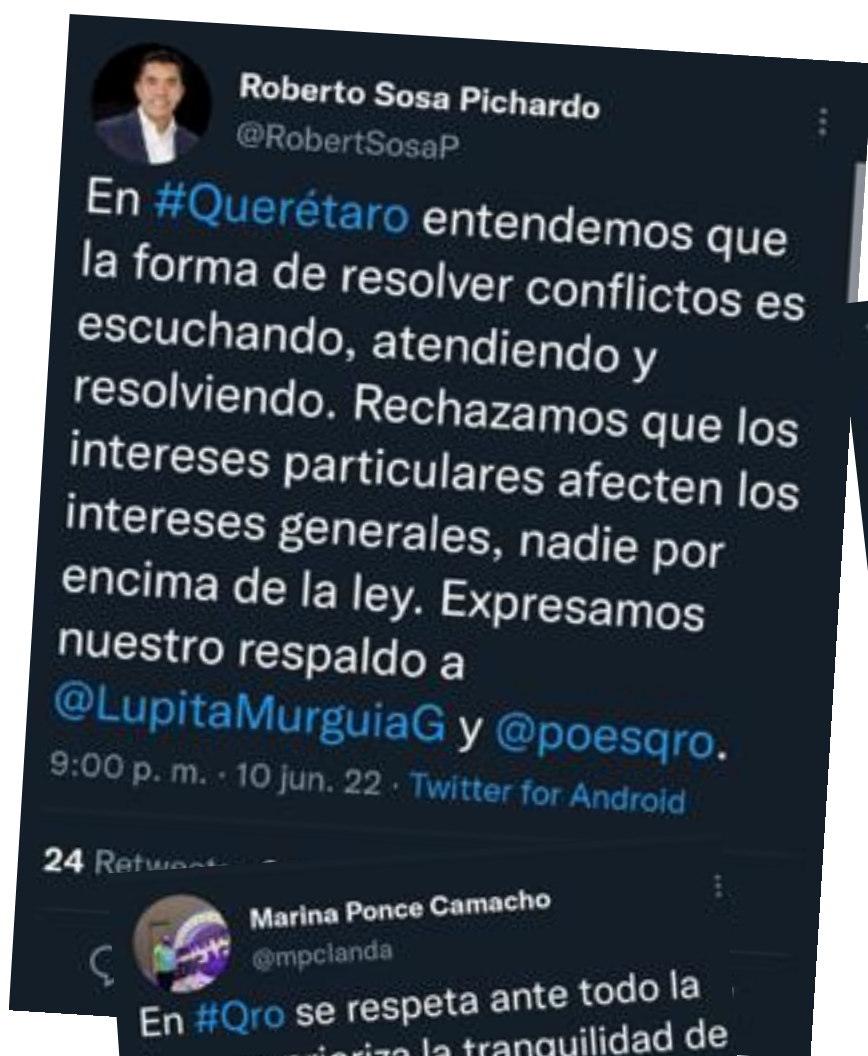 Roberto Sosa Pichardo
@RobertSosaP
En #Querétaro entendemos que
la forma de resolver conflictos es
escuchando, atendiendo y
resolviendo. Rechazamos que los
intereses particulares afecten los
intereses generales, nadie por
encima de la ley. Expresamos
nuestro respaldo a
@LupitaMurguiaG y @poesqro.
9:00 p. m. · 10 jun. 22 · Twitter for Android
24
Marina Ponce Camacho
@mpclanda
En #Qro se respeta ante todo la
la tranquilidad de